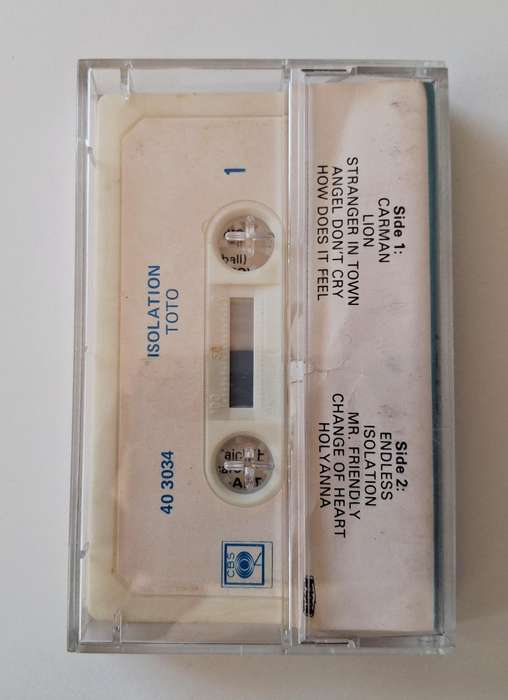 ISOLATION
TOTO
1
40 3034
CBS
Side 1:
CARMAN
LION
STRANGER IN TOWN
ANGEL DON'T CRY
HOW DOES IT FEEL
Side 2:
ENDLESS
ISOLATION
MR. FRIENDLY
CHANGE OF HEART
HOLYANNA